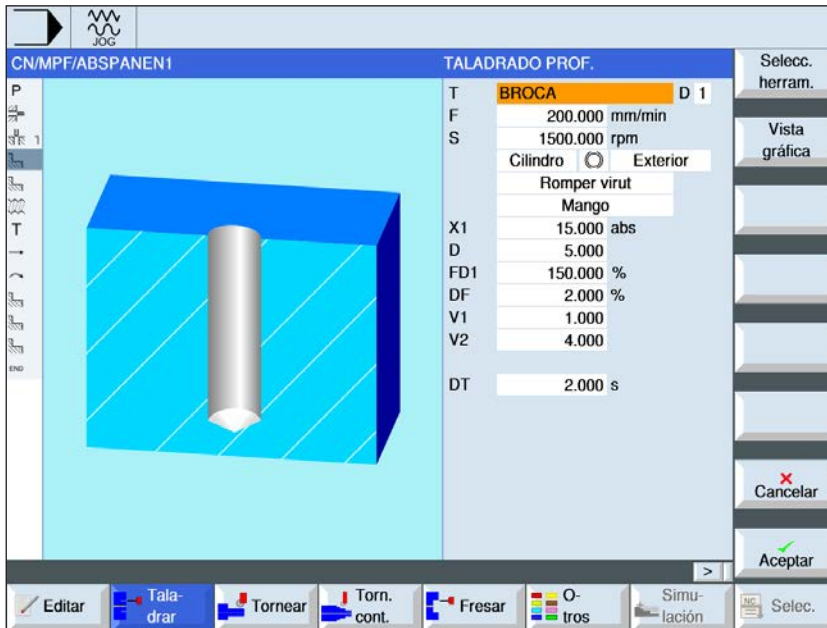 JOG
CN/MPF/ABSPANEN1
TALADRADO PROF.
P
1
T
END
T BROCA D 1
F 200.000 mm/min
S 1500.000 rpm
Cilindro Exterior
Romper virut
Mango
X1 15.000 abs
D 5.000
FD1 150.000 %
DF 2.000 %
V1 1.000
V2 4.000
DT 2.000 s
Selecc.
herram.
Vista
gráfica
Cancelar
Aceptar
>
Editar
Tala-
drar
Tornear
Torn.
cont.
Fresar
O-
tros
Simu-
lación
NC
Selec.